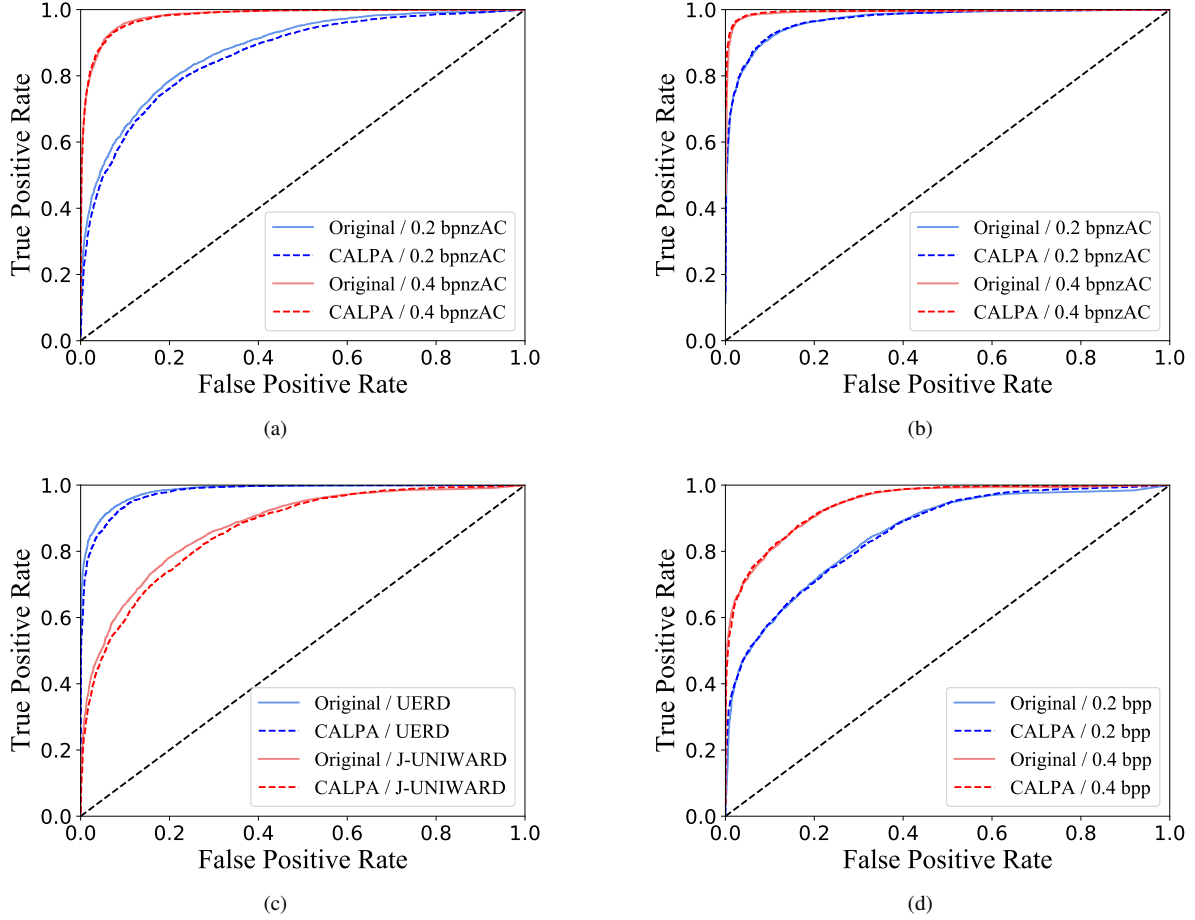 1.0
0.8
0.6
0.4
0.2
0.0
True Positive Rate
Original / 0.2 bpnzAC
CALPA / 0.2 bpnzAC
Original / 0.4 bpnzAC
CALPA / 0.4 bpnzAC
0.0 0.2 0.4 0.6 0.8 1.0
False Positive Rate
(a)
1.0
0.8
0.6
0.4
0.2
0.0
True Positive Rate
Original / 0.2 bpnzAC
CALPA / 0.2 bpnzAC
Original / 0.4 bpnzAC
CALPA / 0.4 bpnzAC
0.0 0.2 0.4 0.6 0.8 1.0
False Positive Rate
(b)
1.0
0.8
0.6
0.4
0.2
0.0
True Positive Rate
Original / UERD
CALPA / UERD
Original / J-UNIWARD
CALPA / J-UNIWARD
0.0 0.2 0.4 0.6 0.8 1.0
False Positive Rate
(c)
1.0
0.8
0.6
0.4
0.2
0.0
True Positive Rate
Original / 0.2 bpp
CALPA / 0.2 bpp
Original / 0.4 bpp
CALPA / 0.4 bpp
0.0 0.2 0.4 0.6 0.8 1.0
False Positive Rate
(d)